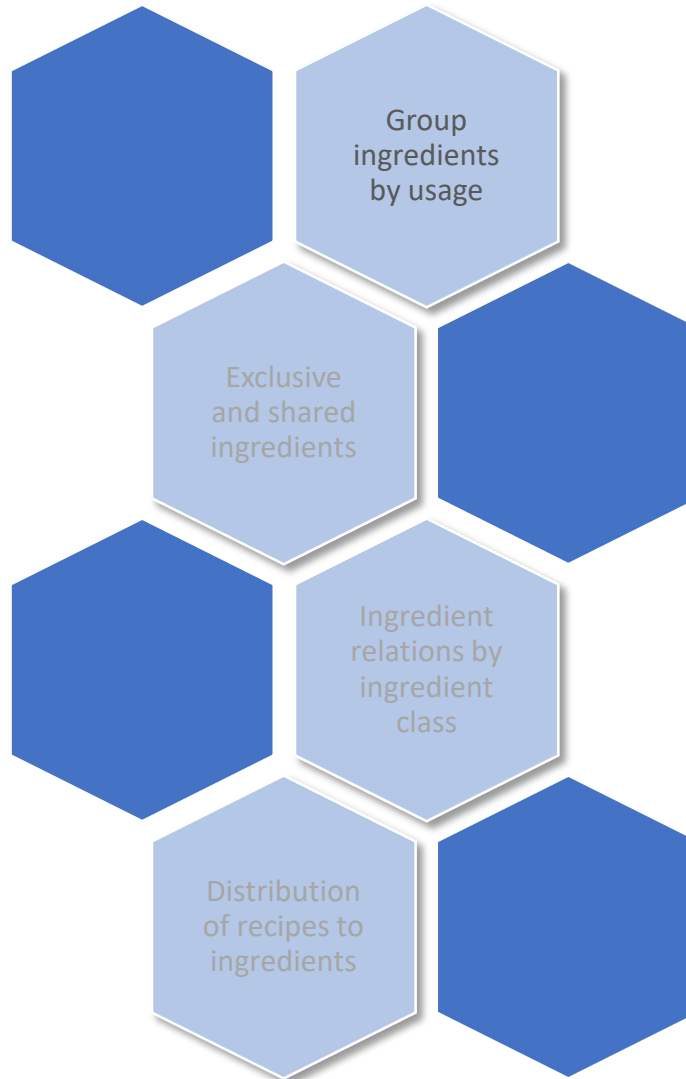 Group
ingredients
by usage
Exclusive
and shared
ingredients
Ingredient
relations by
ingredient
class
Distribution
of recipes to
ingredients